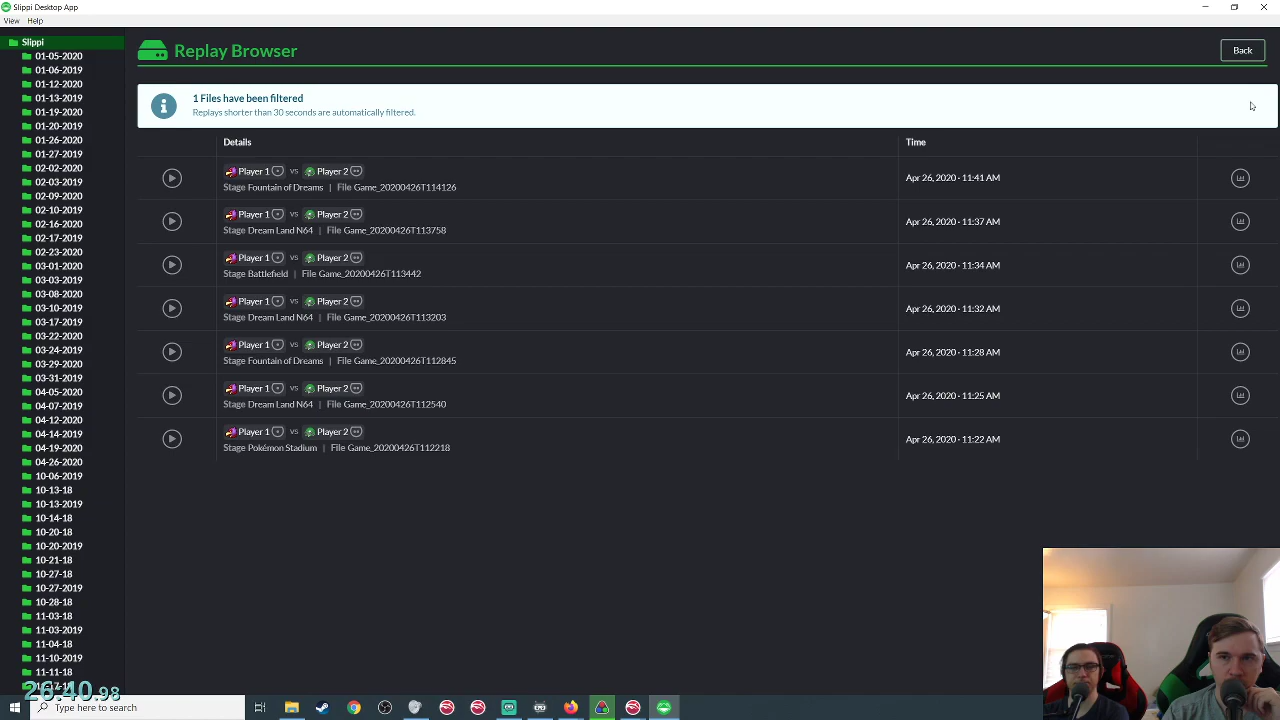 Slippi Desktop App
View Help
Slippi
01-05-2020
01-06-2019
01-12-2020
01-13-2019
01-19-2020
01-20-2019
01-26-2020
01-27-2019
02-02-2020
02-03-2019
02-09-2020
02-10-2019
02-16-2020
02-17-2019
02-23-2020
03-01-2020
03-03-2019
03-08-2020
03-10-2019
03-17-2019
03-22-2020
03-24-2019
03-29-2020
03-31-2019
04-05-2020
04-07-2019
04-12-2020
04-14-2019
04-19-2020
04-26-2020
10-06-2019
10-13-18
10-13-2019
10-14-18
10-20-18
10-20-2019
10-21-18
10-27-18
10-27-2019
10-28-18
11-03-18
11-03-2019
11-04-18
11-10-2019
11-11-18
26:40.98
Replay Browser
Back
1 Files have been filtered
Replays shorter than 30 seconds are automatically filtered.
Details Time
Player 1 vs Player 2
Stage Fountain of Dreams | File Game_20200426T114126
Apr 26, 2020 · 11:41 AM
Player 1 vs Player 2
Stage Dream Land N64 | File Game_20200426T113758
Apr 26, 2020 · 11:37 AM
Player 1 vs Player 2
Stage Battlefield | File Game_20200426T113442
Apr 26, 2020 · 11:34 AM
Player 1 vs Player 2
Stage Dream Land N64 | File Game_20200426T113203
Apr 26, 2020 · 11:32 AM
Player 1 vs Player 2
Stage Fountain of Dreams | File Game_20200426T112845
Apr 26, 2020 · 11:28 AM
Player 1 vs Player 2
Stage Dream Land N64 | File Game_20200426T112540
Apr 26, 2020 · 11:25 AM
Player 1 vs Player 2
Stage Pokémon Stadium | File Game_20200426T112218
Apr 26, 2020 · 11:22 AM
Type here to search